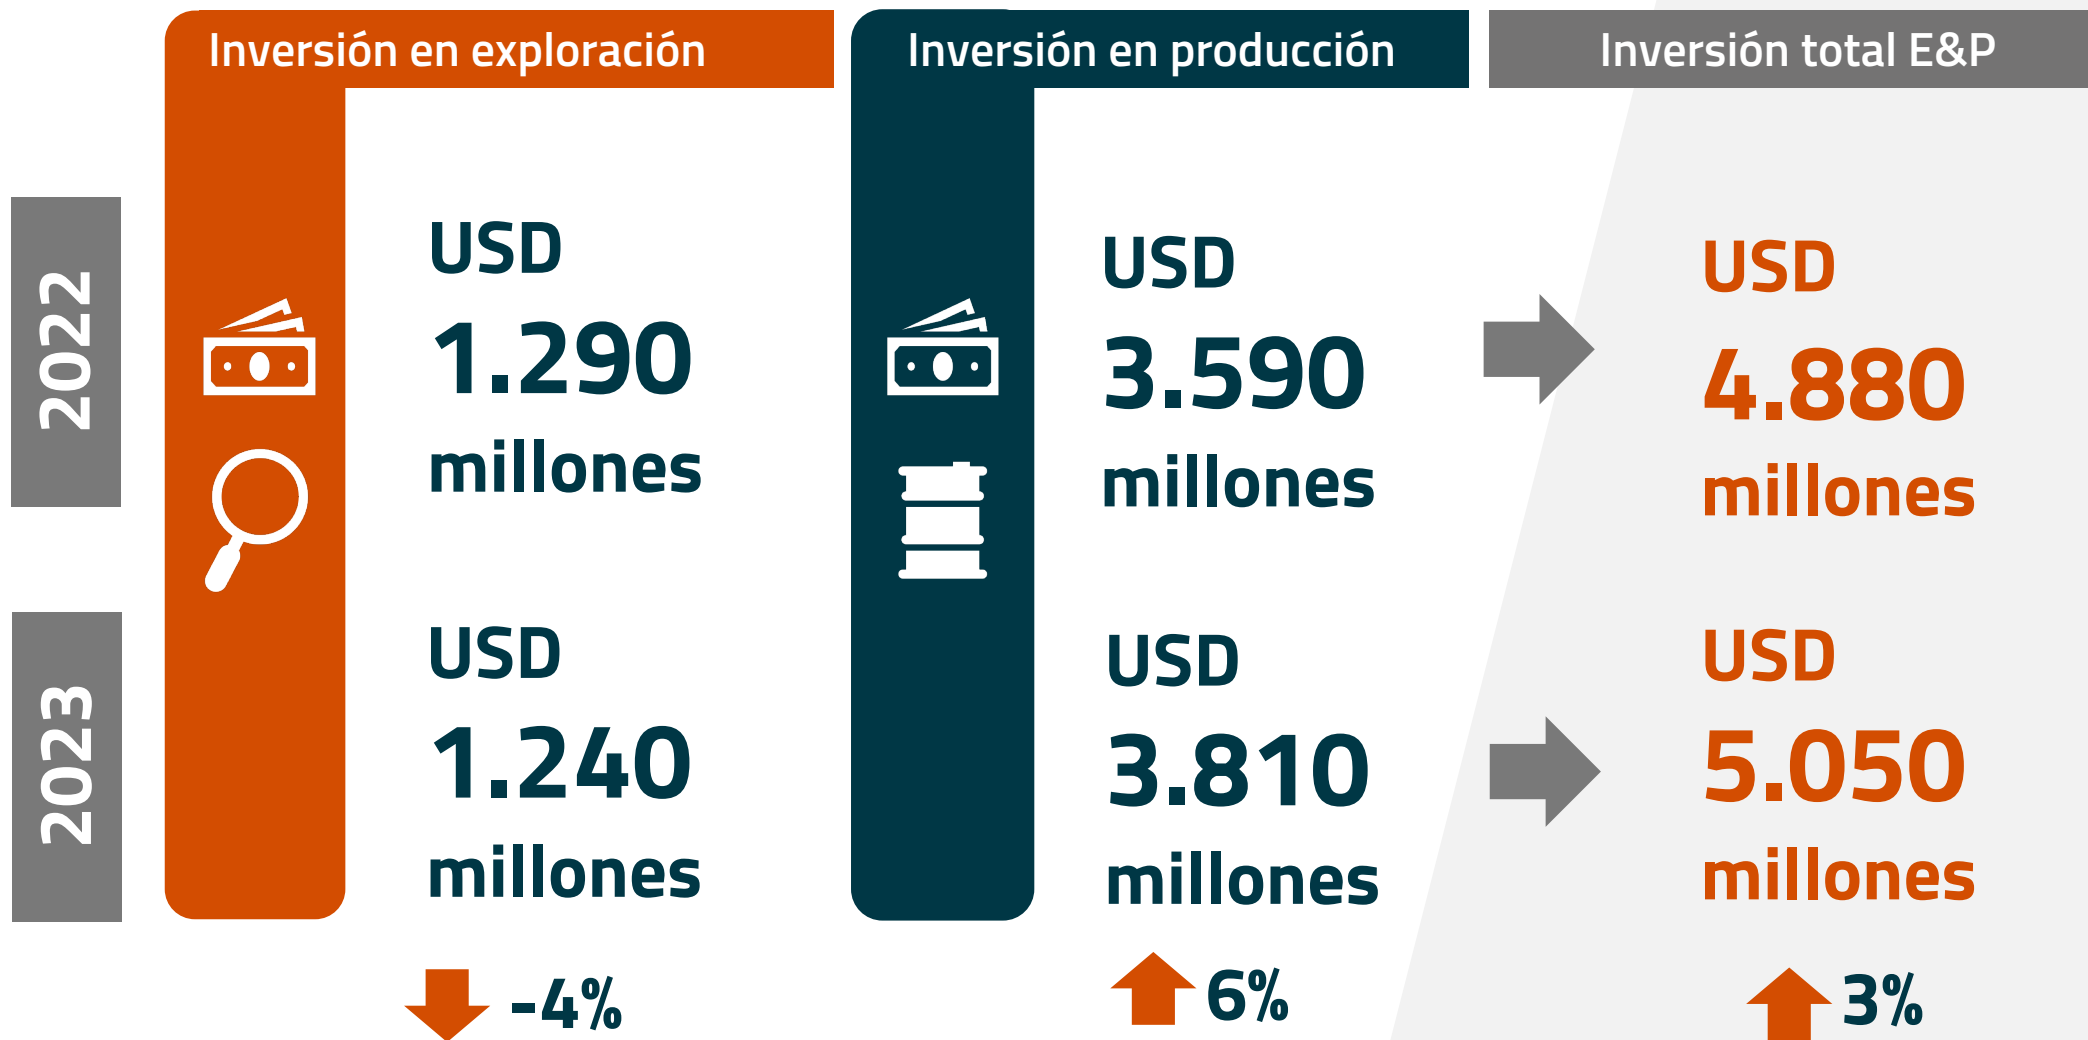 Inversión en exploración
Inversión en producción
Inversión total E&P
2022
USD
1.290
millones
USD
3.590
millones
USD
4.880
millones
2023
USD
1.240
millones
USD
3.810
millones
USD
5.050
millones
-4%
6%
3%